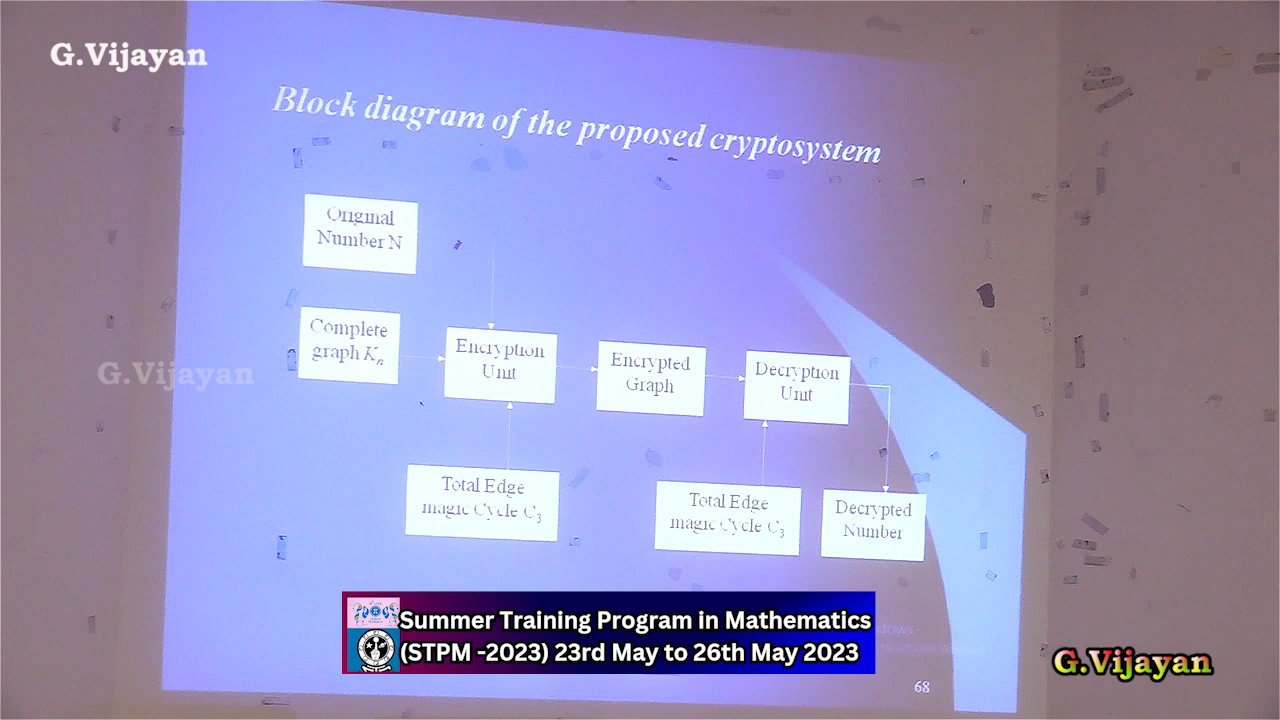 G.Vijayan
Block diagram of the proposed cryptosystem
Original
Number N
Complete
graph Kn
Encryption
Unit
Encrypted
Graph
Decryption
Unit
G.Vijayan
Total Edge
magic Cycle C3
Total Edge
magic Cycle C3
Decrypted
Number
Summer Training Program in Mathematics
(STPM -2023) 23rd May to 26th May 2023
G.Vijayan
68